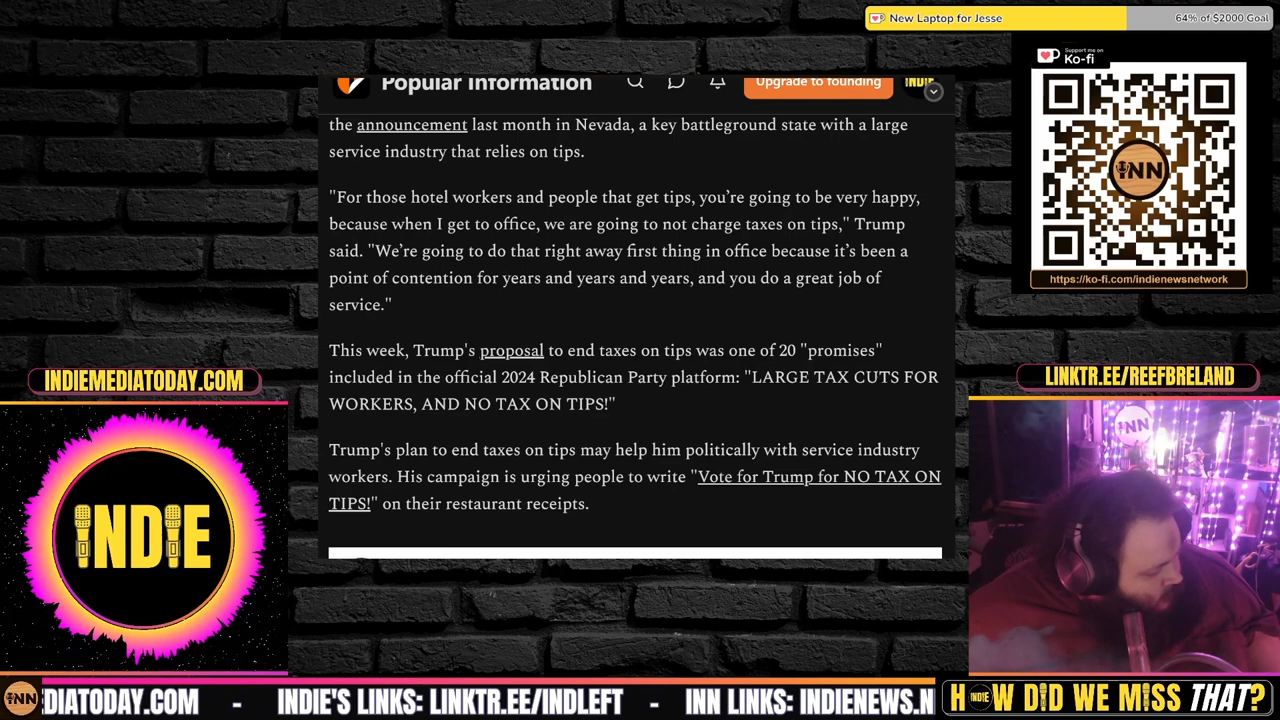 New Laptop for Jesse
64% of $2000 Goal
Support me on
Ko-fi
iNN
https://ko-fi.com/indienewsnetwork
Popular Information
Upgrade to founding
INDIE
the announcement last month in Nevada, a key battleground state with a large
service industry that relies on tips.
"For those hotel workers and people that get tips, you’re going to be very happy,
because when I get to office, we are going to not charge taxes on tips," Trump
said. "We’re going to do that right away first thing in office because it’s been a
point of contention for years and years and years, and you do a great job of
service."
This week, Trump's proposal to end taxes on tips was one of 20 "promises"
included in the official 2024 Republican Party platform: "LARGE TAX CUTS FOR
WORKERS, AND NO TAX ON TIPS!"
Trump's plan to end taxes on tips may help him politically with service industry
workers. His campaign is urging people to write "Vote for Trump for NO TAX ON
TIPS!" on their restaurant receipts.
INDIEMEDIATODAY.COM
INDIE
LINKTR.EE/REEFBRELAND
iNN
iNN
DIATODAY.COM - NDIE'S LINKS: LINKTR.EE/INDLEFT - INN LINKS: INDIENEWS.N
HOW DID WE MISS THAT?